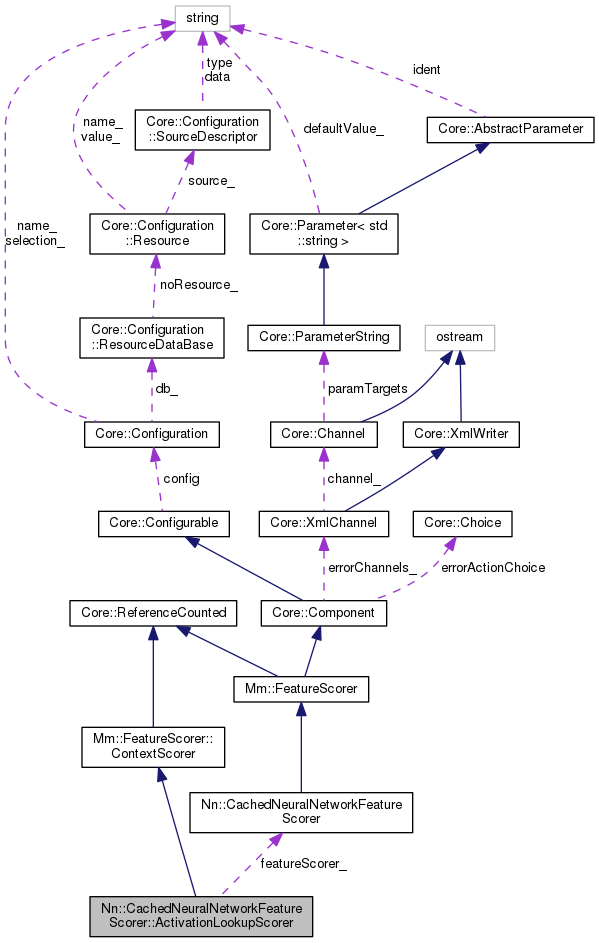 string
ident
type
data
name_
value_
defaultValue_
Core::Configuration
::SourceDescriptor
Core::AbstractParameter
source_
name_
selection_
Core::Configuration
::Resource
Core::Parameter< std
::string >
noResource_
Core::Configuration
::ResourceDataBase
Core::ParameterString
ostream
db_
paramTargets
Core::Configuration
Core::Channel
Core::XmlWriter
config
channel_
Core::Configurable
Core::XmlChannel
Core::Choice
errorChannels_
errorActionChoice
Core::ReferenceCounted
Core::Component
Mm::FeatureScorer
Mm::FeatureScorer::
ContextScorer
Nn::CachedNeuralNetworkFeature
Scorer
featureScorer_
Nn::CachedNeuralNetworkFeature
Scorer::ActivationLookupScorer